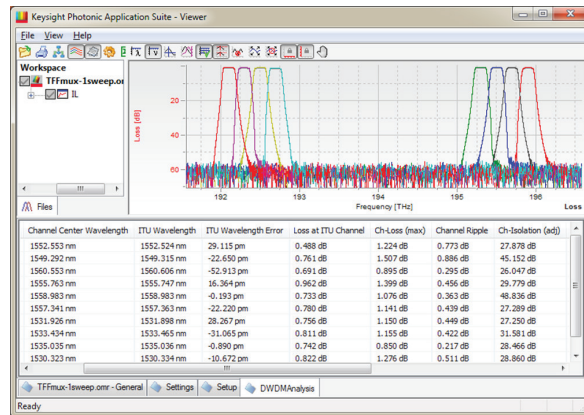 Keysight Photonic Application Suite - Viewer
File View Help
Workspace
TFFmux-1sweep.omr
IL
Files
Loss [dB]
20
40
60
192 193 194 195 196
Frequency [THz] Loss
Channel Center Wavelength ITU Wavelength ITU Wavelength Error Loss at ITU Channel Ch-Loss (max) Channel Ripple Ch-Isolation (adj)
1552.553 nm 1552.524 nm 29.115 pm 0.488 dB 1.224 dB 0.773 dB 27.878 dB
1549.292 nm 1549.315 nm -22.650 pm 0.761 dB 1.507 dB 0.886 dB 45.152 dB
1560.553 nm 1560.606 nm -52.913 pm 0.691 dB 0.895 dB 0.295 dB 26.047 dB
1555.763 nm 1555.747 nm 16.364 pm 0.962 dB 1.399 dB 0.456 dB 29.779 dB
1558.983 nm 1558.983 nm -0.193 pm 0.733 dB 1.076 dB 0.363 dB 48.836 dB
1557.341 nm 1557.363 nm -22.220 pm 0.780 dB 1.141 dB 0.439 dB 27.289 dB
1531.926 nm 1531.898 nm 28.267 pm 0.756 dB 1.150 dB 0.449 dB 27.250 dB
1533.434 nm 1533.465 nm -31.065 pm 0.811 dB 1.155 dB 0.422 dB 31.581 dB
1535.035 nm 1535.036 nm -0.890 pm 0.742 dB 0.850 dB 0.217 dB 28.466 dB
1530.323 nm 1530.334 nm -10.672 pm 0.822 dB 1.276 dB 0.511 dB 28.860 dB
TFFmux-1sweep.omr - General Settings Setup DWDMAnalysis
Ready